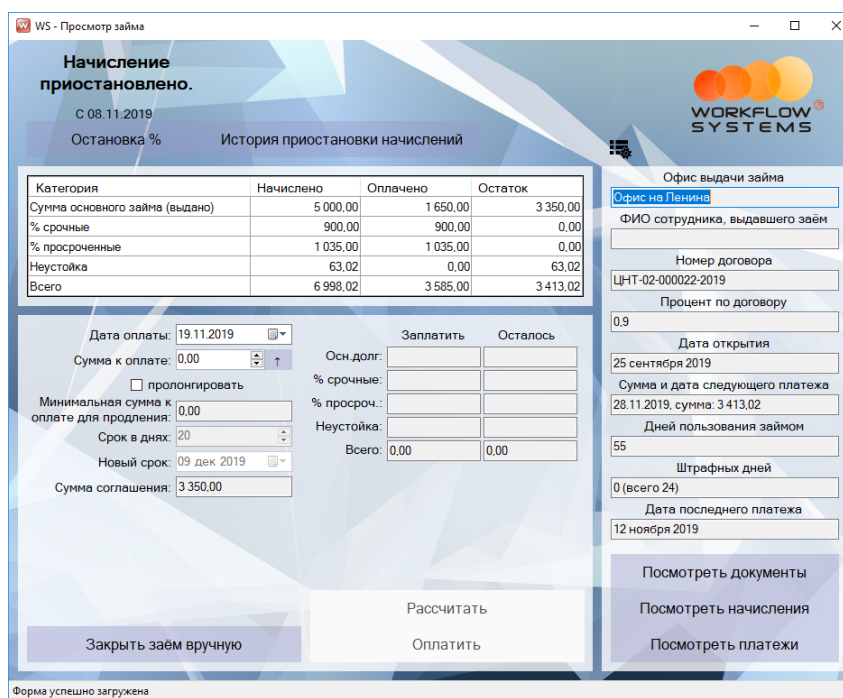 WS - Просмотр займа
Начисление
приостановлено.
С 08.11.2019
Остановка % История приостановки начислений
WORKFLOW®
SYSTEMS
Категория Начислено Оплачено Остаток
Сумма основного займа (выдано) 5 000,00 1 650,00 3 350,00
% срочные 900,00 900,00 0,00
% просроченные 1 035,00 1 035,00 0,00
Неустойка 63,02 0,00 63,02
Всего 6 998,02 3 585,00 3 413,02
Дата оплаты: 19.11.2019
Сумма к оплате: 0,00 ↑
пролонгировать
Минимальная сумма к
оплате для продления: 0,00
Срок в днях: 20
Новый срок: 09 дек 2019
Сумма соглашения: 3 350,00
Заплатить Осталось
Осн.долг:
% срочные:
% просроч.:
Неустойка:
Всего: 0,00 0,00
Рассчитать
Закрыть заём вручную Оплатить
Офис выдачи займа
Офис на Ленина
ФИО сотрудника, выдавшего заём
Номер договора
ЦНТ-02-000022-2019
Процент по договору
0,9
Дата открытия
25 сентября 2019
Сумма и дата следующего платежа
28.11.2019, сумма: 3 413,02
Дней пользования займом
55
Штрафных дней
0 (всего 24)
Дата последнего платежа
12 ноября 2019
Посмотреть документы
Посмотреть начисления
Посмотреть платежи
Форма успешно загружена